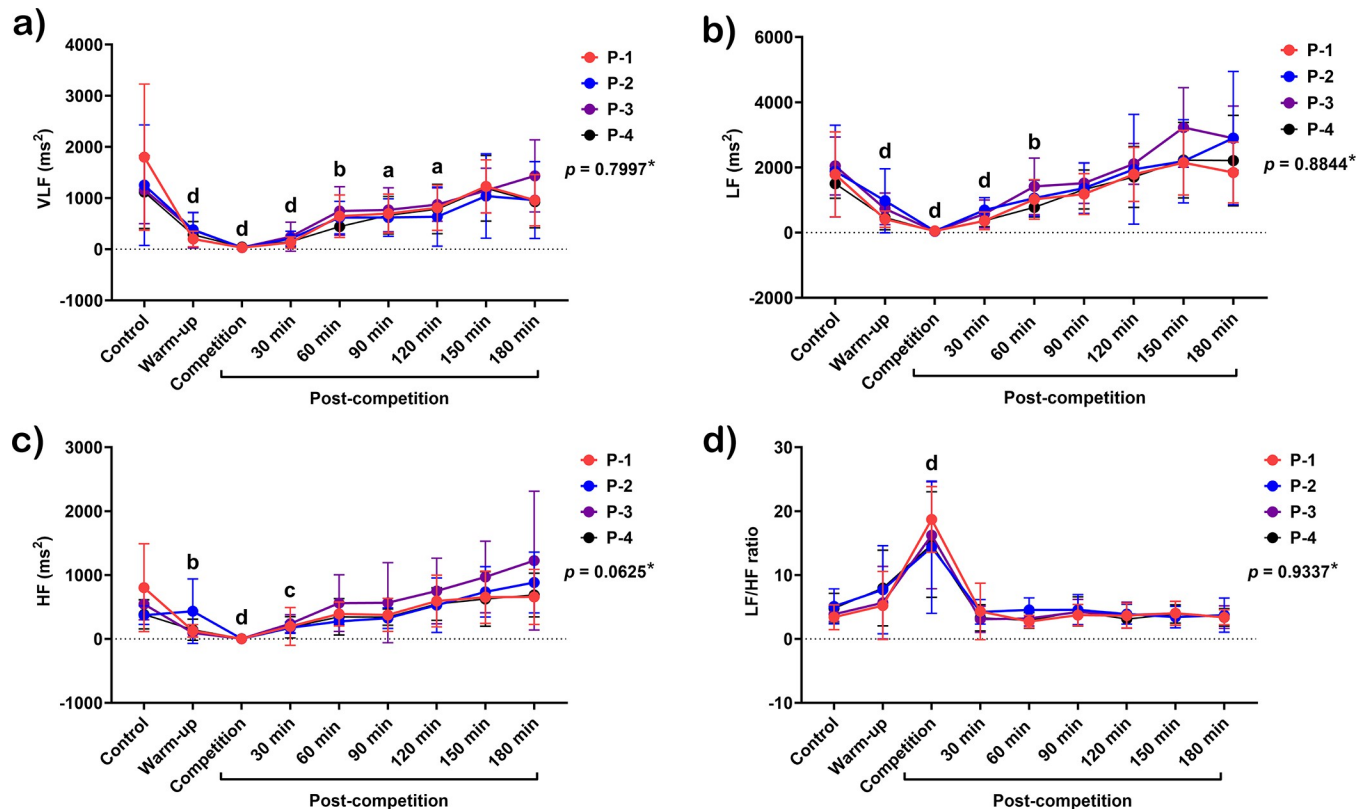 a)
4000
3000
2000
1000
0
-1000
VLF (ms²)
d
d
d
b
a
a
P-1
P-2
P-3
P-4
p = 0.7997*
Control
Warm-up
Competition
30 min
60 min
90 min
120 min
150 min
180 min
Post-competition
b)
6000
4000
2000
0
-2000
LF (ms²)
d
d
d
b
P-1
P-2
P-3
P-4
p = 0.8844*
Control
Warm-up
Competition
30 min
60 min
90 min
120 min
150 min
180 min
Post-competition
c)
3000
2000
1000
0
-1000
HF (ms²)
b
d
c
P-1
P-2
P-3
P-4
p = 0.0625*
Control
Warm-up
Competition
30 min
60 min
90 min
120 min
150 min
180 min
Post-competition
d)
30
20
10
0
-10
LF/HF ratio
d
P-1
P-2
P-3
P-4
p = 0.9337*
Control
Warm-up
Competition
30 min
60 min
90 min
120 min
150 min
180 min
Post-competition